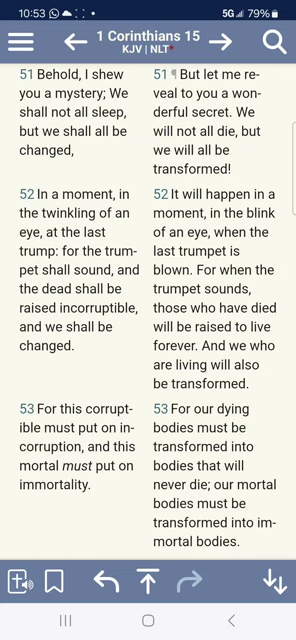 10:53
5G 79%
1 Corinthians 15
KJV | NLT*
51 Behold, I shew
you a mystery; We
shall not all sleep,
but we shall all be
changed,
51 ¶ But let me re-
veal to you a won-
derful secret. We
will not all die, but
we will all be
transformed!
52 In a moment, in
the twinkling of an
eye, at the last
trump: for the trum-
pet shall sound, and
the dead shall be
raised incorruptible,
and we shall be
changed.
52 It will happen in a
moment, in the blink
of an eye, when the
last trumpet is
blown. For when the
trumpet sounds,
those who have died
will be raised to live
forever. And we who
are living will also
be transformed.
53 For this corrupt-
ible must put on in-
corruption, and this
mortal must put on
immortality.
53 For our dying
bodies must be
transformed into
bodies that will
never die; our mortal
bodies must be
transformed into im-
mortal bodies.